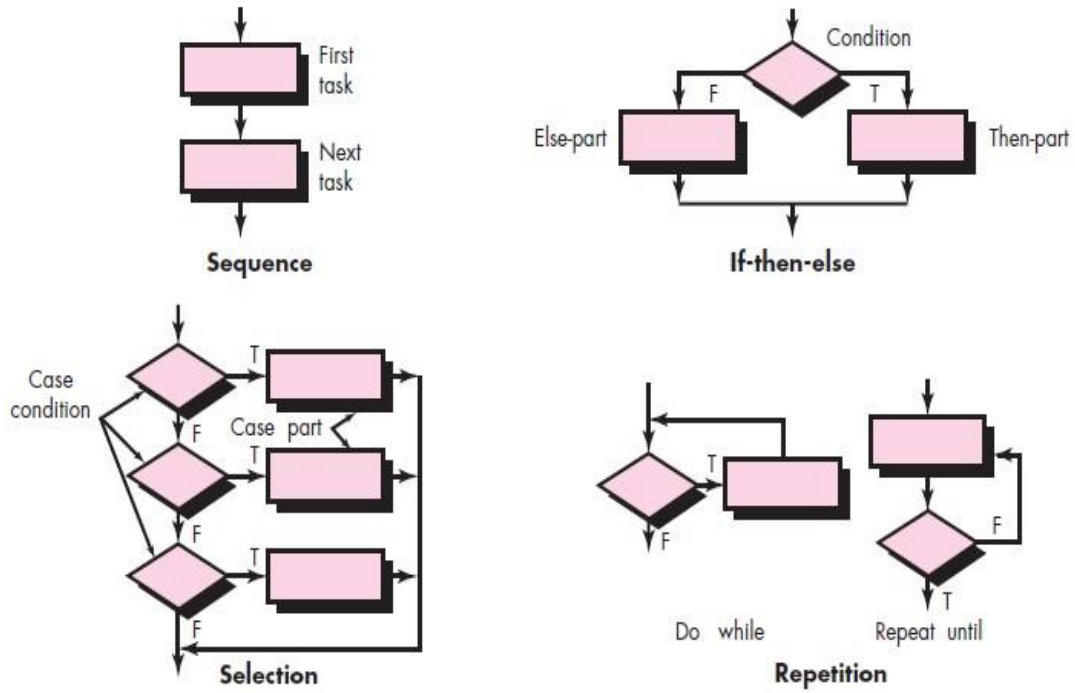 First
task
Next
task
Sequence
Condition
F
T
Else-part
Then-part
If-then-else
Case
condition
T
F
Case part
T
F
T
F
Selection
T
F
F
T
Do while
Repeat until
Repetition